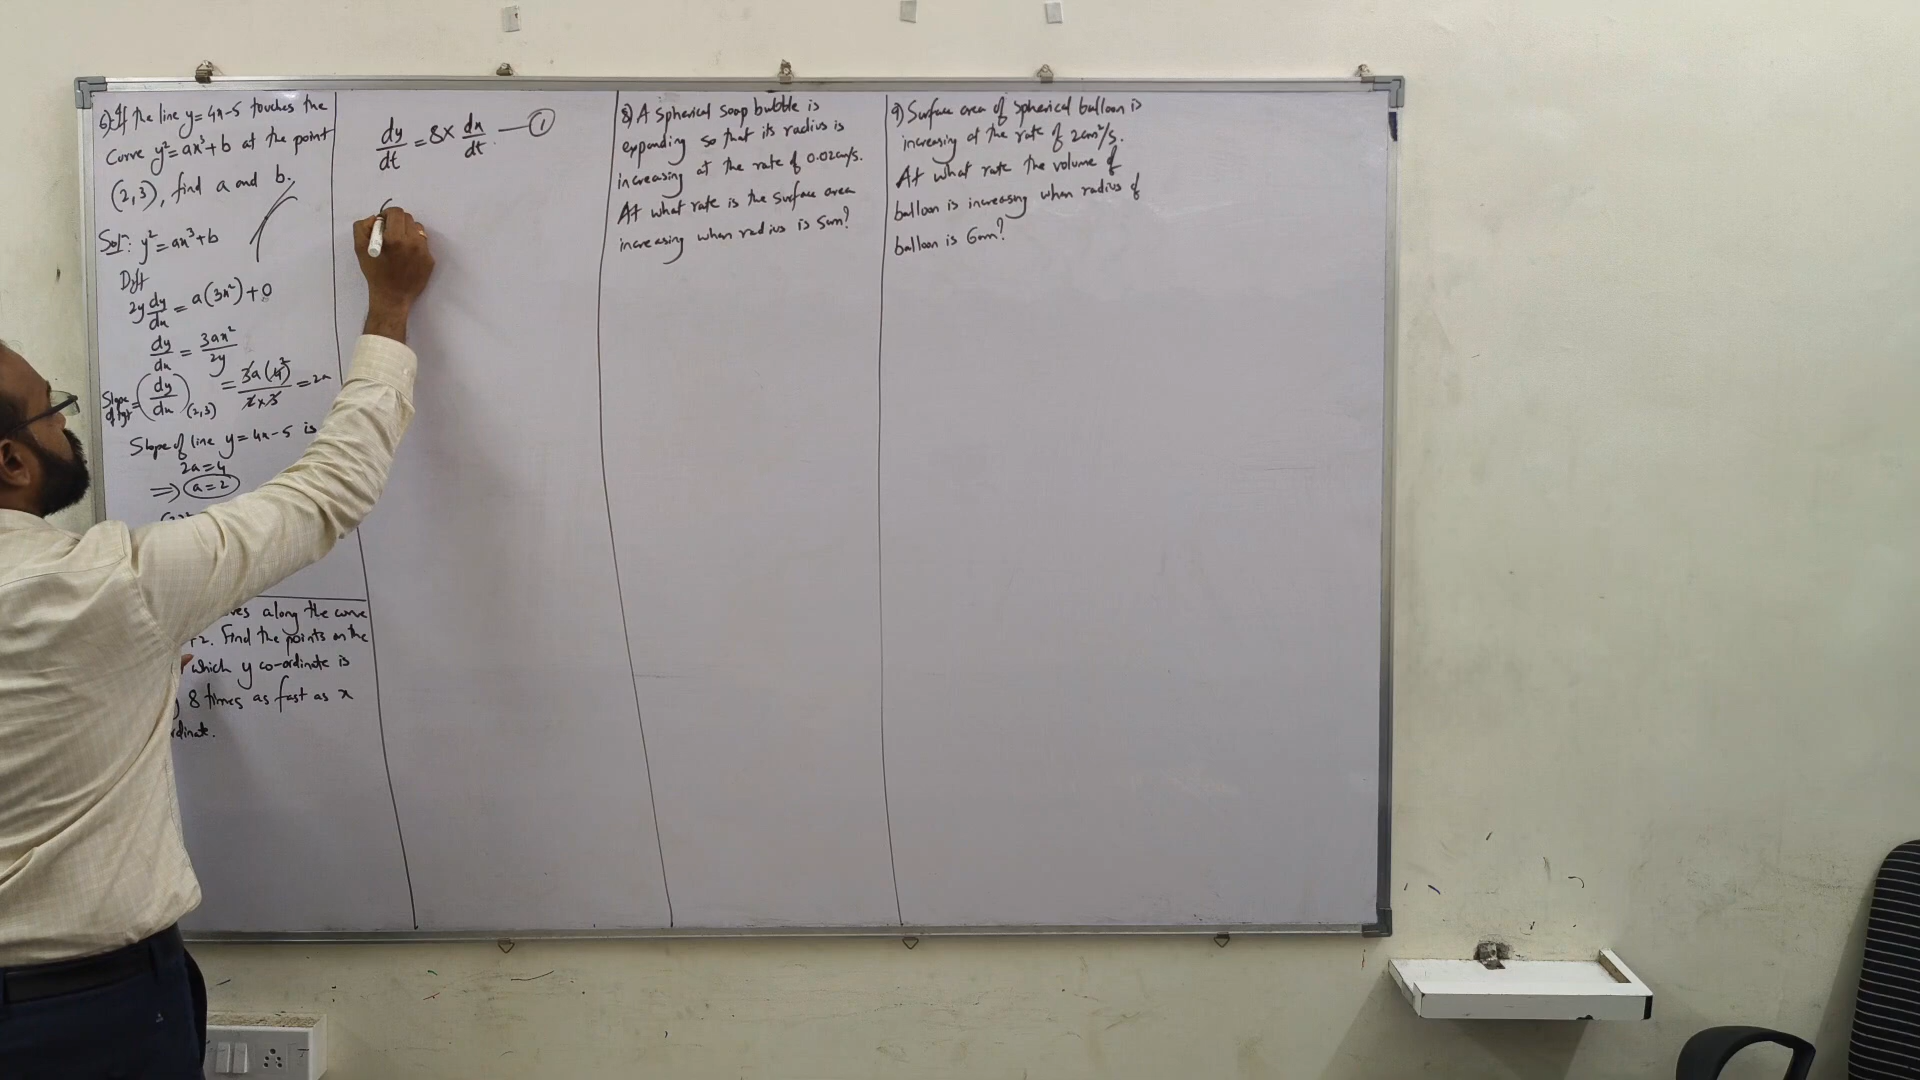 6) If the line y=4x-5 touches the
Curve y²=ax³+b at the point
(2,3), find a and b.
Solⁿ: y²=ax³+b
Diff
2y dy/dx = a(3x²)+0
dy/dx = 3ax²/2y
Slope of tgt = (dy/dx)(2,3) = 3a(4)/2×3 = 2a
Slope of line y=4x-5 is
2a=4
⇒ a=2
along the curve
+2. Find the points on the
which y co-ordinate is
8 times as fast as x
dy/dt = 8× dx/dt — ①
8) A Spherical Soap bubble is
expanding so that its radius is
increasing at the rate of 0.02cm/s.
At what rate is the Surface area
increasing when radius is 5cm?
9) Surface area of Spherical balloon is
increasing at the rate of 2cm²/s.
At what rate the volume of
balloon is increasing when radius of
balloon is 6cm?